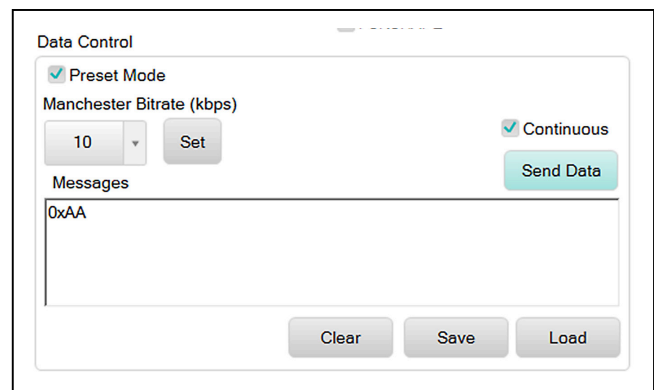 Data Control
Preset Mode
Manchester Bitrate (kbps)
10
Set
Continuous
Send Data
Messages
0xAA
Clear
Save
Load